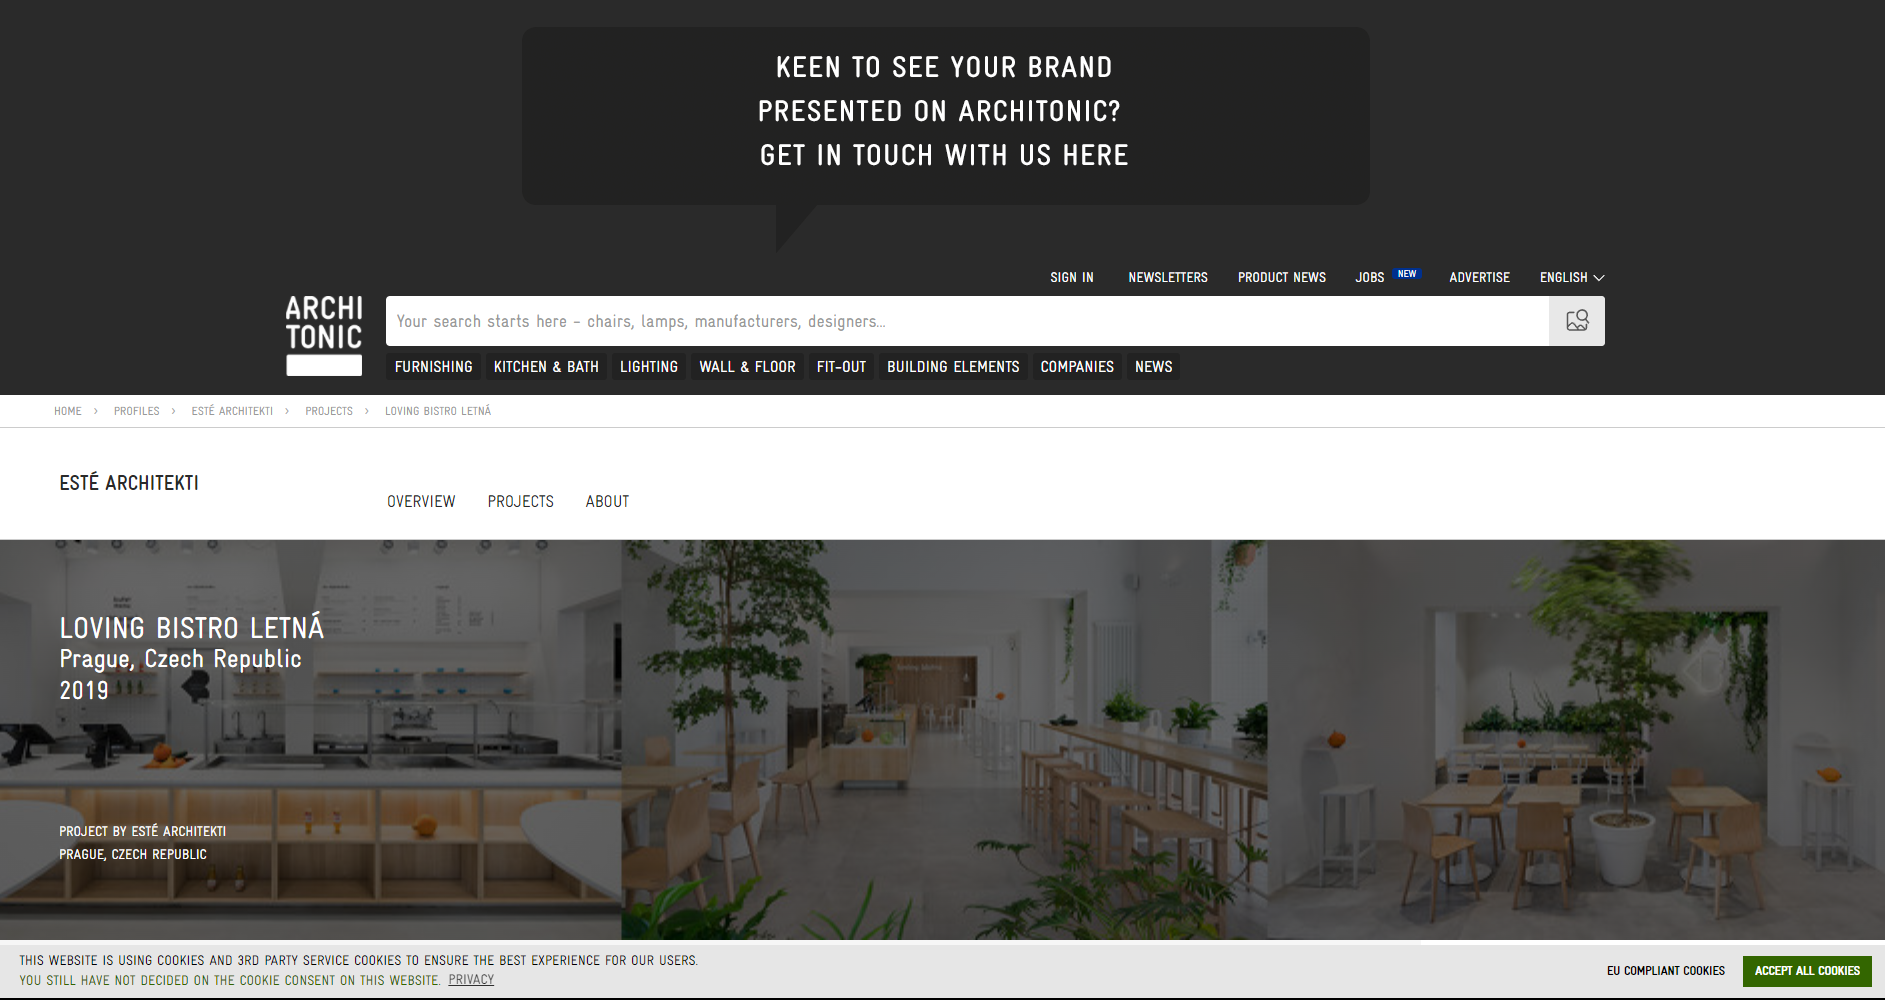 KEEN TO SEE YOUR BRAND
PRESENTED ON ARCHITONIC?
GET IN TOUCH WITH US HERE
SIGN IN NEWSLETTERS PRODUCT NEWS JOBS NEW ADVERTISE ENGLISH
ARCHI
TONIC
Your search starts here - chairs, lamps, manufacturers, designers...
FURNISHING KITCHEN & BATH LIGHTING WALL & FLOOR FIT-OUT BUILDING ELEMENTS COMPANIES NEWS
HOME > PROFILES > ESTÉ ARCHITEKTI > PROJECTS > LOVING BISTRO LETNÁ
ESTÉ ARCHITEKTI
OVERVIEW PROJECTS ABOUT
LOVING BISTRO LETNÁ
Prague, Czech Republic
2019
loving bistro
PROJECT BY ESTÉ ARCHITEKTI
PRAGUE, CZECH REPUBLIC
THIS WEBSITE IS USING COOKIES AND 3RD PARTY SERVICE COOKIES TO ENSURE THE BEST EXPERIENCE FOR OUR USERS.
YOU STILL HAVE NOT DECIDED ON THE COOKIE CONSENT ON THIS WEBSITE. PRIVACY
EU COMPLIANT COOKIES ACCEPT ALL COOKIES